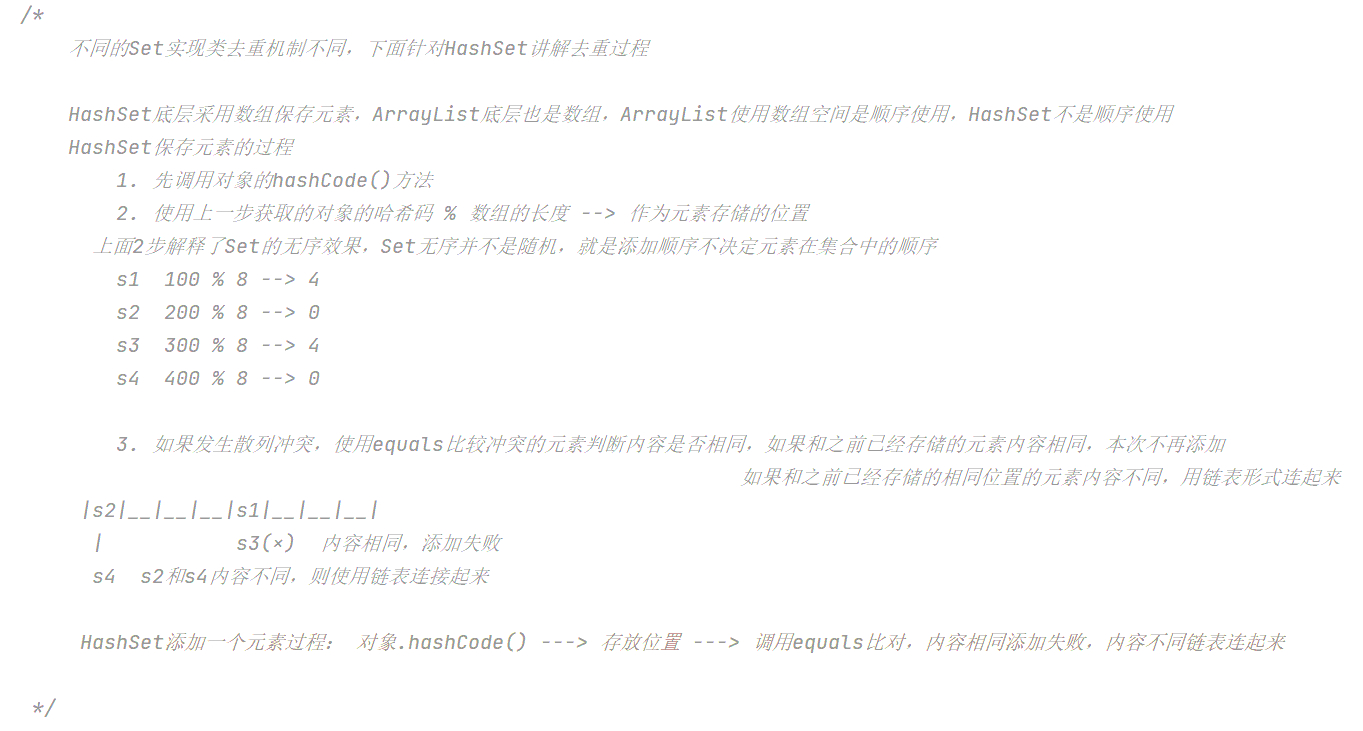 /*
不同的Set实现类去重机制不同，下面针对HashSet讲解去重过程
HashSet底层采用数组保存元素，ArrayList底层也是数组，ArrayList使用数组空间是顺序使用，HashSet不是顺序使用
HashSet保存元素的过程
1. 先调用对象的hashCode()方法
2. 使用上一步获取的对象的哈希码 % 数组的长度 --> 作为元素存储的位置
上面2步解释了Set的无序效果，Set无序并不是随机，就是添加顺序不决定元素在集合中的顺序
s1  100 % 8 --> 4
s2  200 % 8 --> 0
s3  300 % 8 --> 4
s4  400 % 8 --> 0
3. 如果发生散列冲突，使用equals比较冲突的元素判断内容是否相同，如果和之前已经存储的元素内容相同，本次不再添加
如果和之前已经存储的相同位置的元素内容不同，用链表形式连起来
|s2|__|__|__|s1|__|__|__|
|           s3(×)  内容相同，添加失败
s4  s2和s4内容不同，则使用链表连接起来
HashSet添加一个元素过程： 对象.hashCode() ---> 存放位置 ---> 调用equals比对，内容相同添加失败，内容不同链表连起来
*/